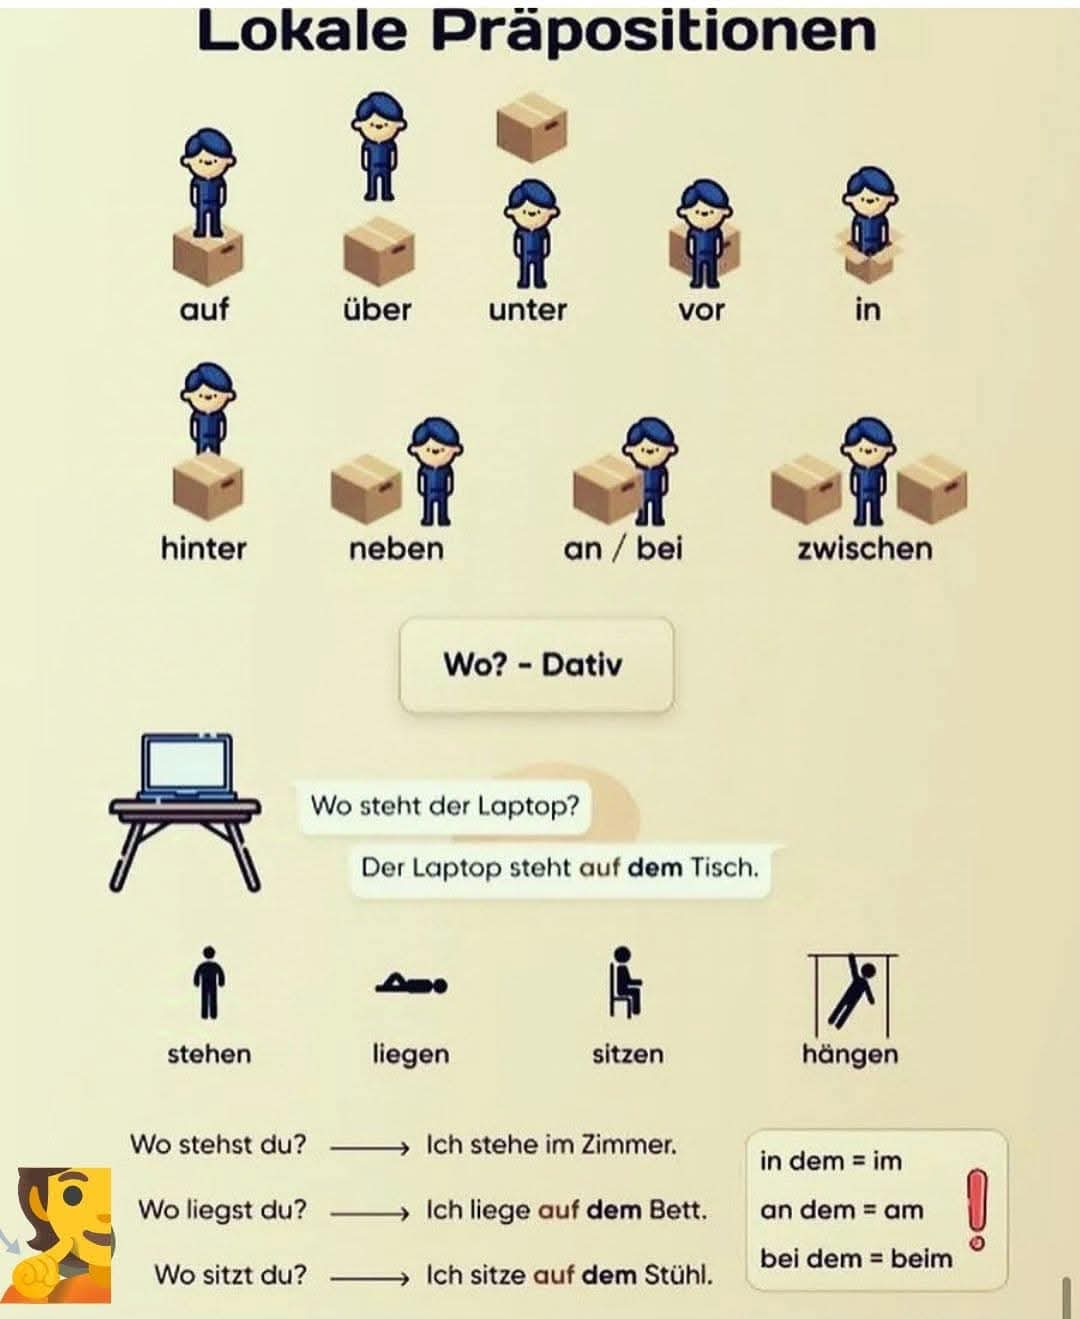 Lokale Präpositionen
auf über unter vor in
hinter neben an / bei zwischen
Wo? - Dativ
Wo steht der Laptop?
Der Laptop steht auf dem Tisch.
stehen liegen sitzen hängen
Wo stehst du? → Ich stehe im Zimmer.
Wo liegst du? → Ich liege auf dem Bett.
Wo sitzt du? → Ich sitze auf dem Stühl.
in dem = im
an dem = am
bei dem = beim
!